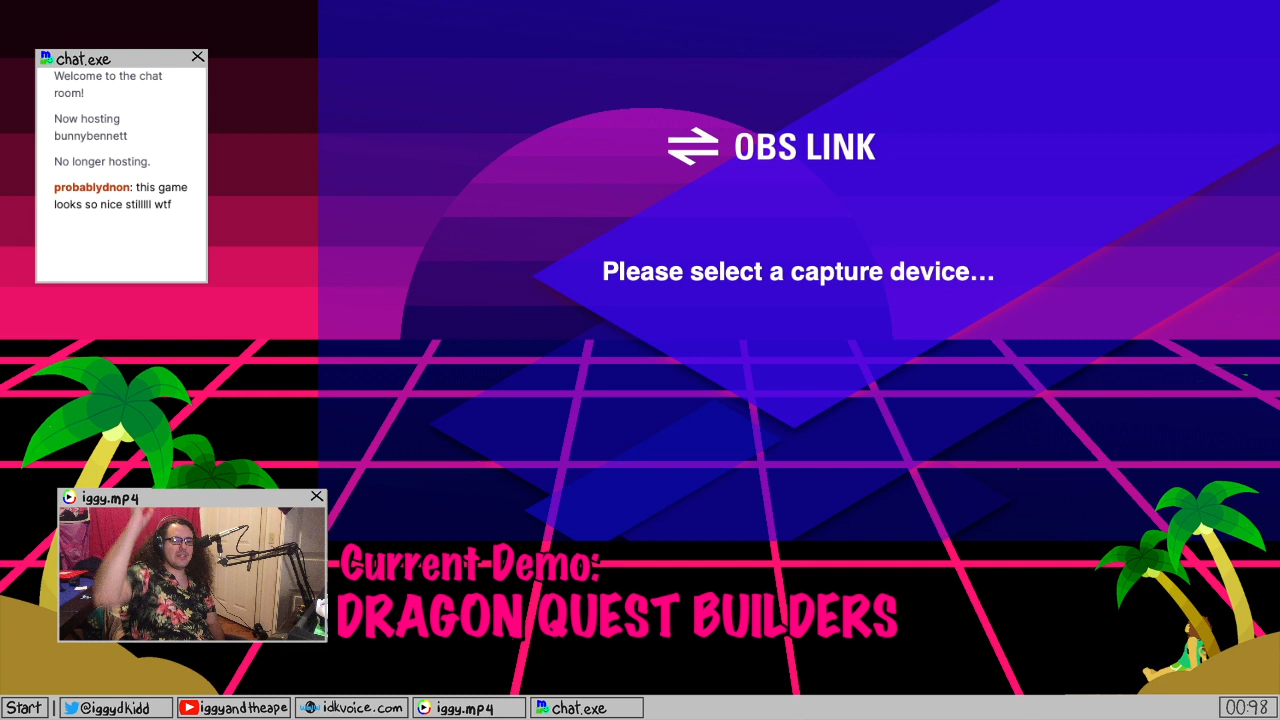 chat.exe
Welcome to the chat
room!
Now hosting
bunnybennett
No longer hosting.
probablydnon: this game
looks so nice stilllll wtf
OBS LINK
Please select a capture device...
iggy.mp4
Current Demo:
DRAGON QUEST BUILDERS
Start | @iggydkidd iggyandtheape idkvoice.com iggy.mp4 chat.exe 00:98